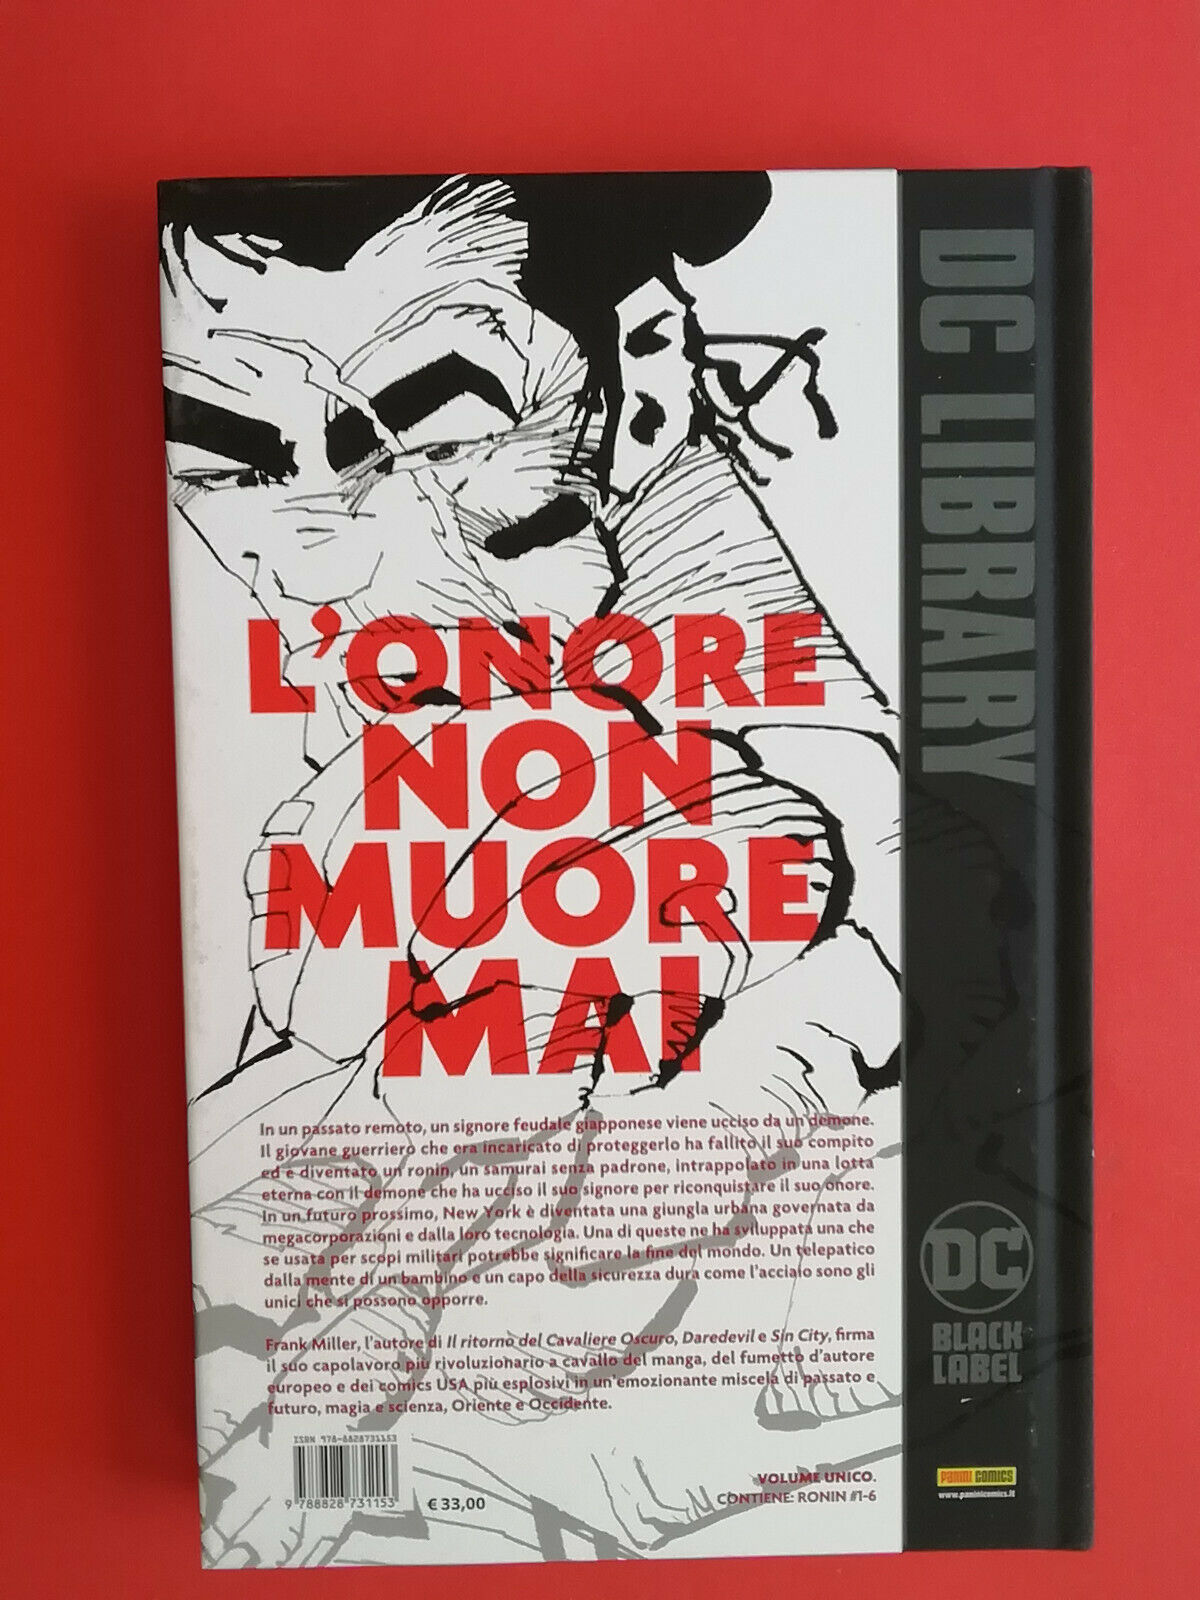 L'ONORE
NON
MUORE
MAI
In un passato remoto, un signore feudale giapponese viene ucciso da un demone.
Il giovane guerriero che era incaricato di proteggerlo ha fallito il suo compito
ed è diventato un ronin, un samurai senza padrone, intrappolato in una lotta
eterna con il demone che ha ucciso il suo signore per riconquistare il suo onore.
In un futuro prossimo, New York è diventata una giungla urbana governata da
megacorporazioni e dalla loro tecnologia. Una di queste ne ha sviluppata una che
se usata per scopi militari potrebbe significare la fine del mondo. Un telepatico
dalla mente di un bambino e un capo della sicurezza dura come l'acciaio sono gli
unici che si possono opporre.
Frank Miller, l'autore di Il ritorno del Cavaliere Oscuro, Daredevil e Sin City, firma
il suo capolavoro più rivoluzionario a cavallo del manga, del fumetto d'autore
europeo e dei comics USA più esplosivi in un'emozionante miscela di passato e
futuro, magia e scienza, Oriente e Occidente.
ISBN 978-8828731153
9 788828 731153
€ 33,00
VOLUME UNICO.
CONTIENE: RONIN #1-6
DC LIBRARY
DC
BLACK
LABEL
PANINI COMICS
www.paninicomics.it